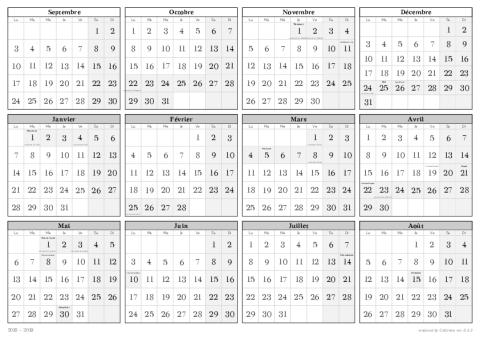 Septembre
Lu Ma Me Je Ve Sa Di
1 2
3 4 5 6 7 8 9
10 11 12 13 14 15 16
17 18 19 20 21 22 23
24 25 26 27 28 29 30
Octobre
Lu Ma Me Je Ve Sa Di
1 2 3 4 5 6 7
8 9 10 11 12 13 14
15 16 17 18 19 20 21
22 23 24 25 26 27 28
29 30 31
Novembre
Lu Ma Me Je Ve Sa Di
1 2 3 4
5 6 7 8 9 10 11
12 13 14 15 16 17 18
19 20 21 22 23 24 25
26 27 28 29 30
Décembre
Lu Ma Me Je Ve Sa Di
1 2
3 4 5 6 7 8 9
10 11 12 13 14 15 16
17 18 19 20 21 22 23
24 25 26 27 28 29 30
31
Janvier
Lu Ma Me Je Ve Sa Di
1 2 3 4 5 6
7 8 9 10 11 12 13
14 15 16 17 18 19 20
21 22 23 24 25 26 27
28 29 30 31
Février
Lu Ma Me Je Ve Sa Di
1 2 3
4 5 6 7 8 9 10
11 12 13 14 15 16 17
18 19 20 21 22 23 24
25 26 27 28
Mars
Lu Ma Me Je Ve Sa Di
1 2 3
4 5 6 7 8 9 10
11 12 13 14 15 16 17
18 19 20 21 22 23 24
25 26 27 28 29 30 31
Avril
Lu Ma Me Je Ve Sa Di
1 2 3 4 5 6 7
8 9 10 11 12 13 14
15 16 17 18 19 20 21
22 23 24 25 26 27 28
29 30
Mai
Lu Ma Me Je Ve Sa Di
1 2 3 4 5
6 7 8 9 10 11 12
13 14 15 16 17 18 19
20 21 22 23 24 25 26
27 28 29 30 31
Juin
Lu Ma Me Je Ve Sa Di
1 2
3 4 5 6 7 8 9
10 11 12 13 14 15 16
17 18 19 20 21 22 23
24 25 26 27 28 29 30
Juillet
Lu Ma Me Je Ve Sa Di
1 2 3 4 5 6 7
8 9 10 11 12 13 14
15 16 17 18 19 20 21
22 23 24 25 26 27 28
29 30 31
Août
Lu Ma Me Je Ve Sa Di
1 2 3 4
5 6 7 8 9 10 11
12 13 14 15 16 17 18
19 20 21 22 23 24 25
26 27 28 29 30 31
2018 - 2019